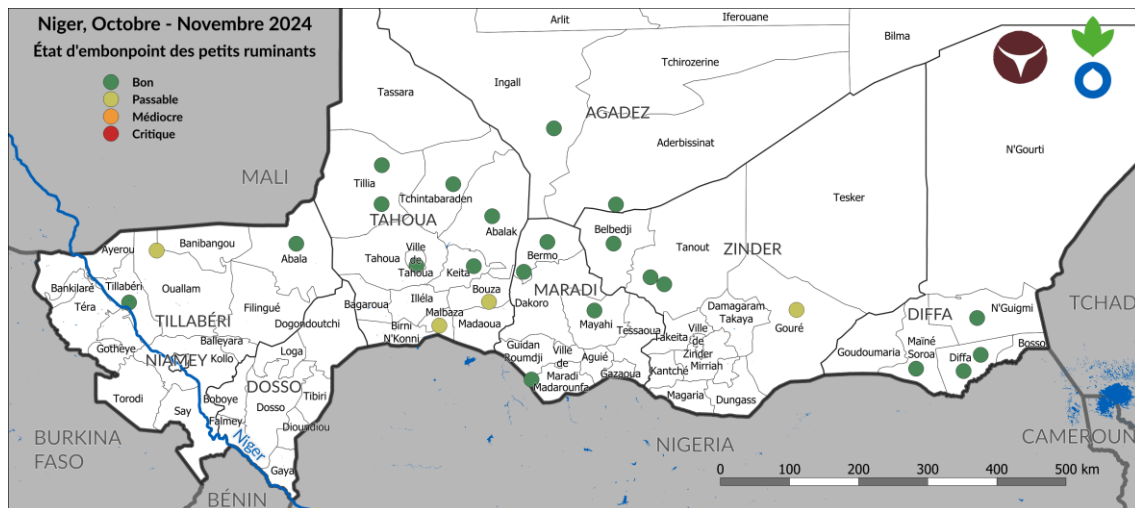 Niger, Octobre - Novembre 2024
État d'embonpoint des petits ruminants
Bon
Passable
Médiocre
Critique
Arlit
Iferouane
Bilma
Tchirozerine
Ingall
Tassara
AGADEZ
Aderbissinat
N'Gourti
MALI
Tillia
Tchintabaraden
Tesker
TAHOUA
Abalak
Belbedji
Tanout
ZINDER
Ayerou
Banibangou
Abala
Tahoua
Ville
de
Tahoua
Keita
Bermo
Bankilaré
Tillabéri
Ouallam
Téra
Filingué
Bagaroua
Illéla
Bouza
Malbaza
Madaoua
Dakoro
MARADI
Mayahi
Tessaoua
Damagaram
Takaya
Gouré
DIFFA
N'Guigmi
TCHAD
TILLABÉRI
Dogondoutchi
Birni
N'Konni
Balleyara
Gotheye
NIAMEY
Kollo
Loga
Guidan
Roumdji
Ville
de
Maradi
Madarounfa
Aguié
Gazaoua
Takeita
Ville
de
Zinder
Mirriah
Kantché
Magaria
Dungass
Goudoumaria
Maïné
Soroa
Diffa
Bosso
DOSSO
Tibiri
Torodi
Say
Boboye
Dosso
Falmey
Dioundiou
Gaya
Niger
BURKINA
FASO
BÉNIN
NIGERIA
CAMEROUN
0 100 200 300 400 500 km